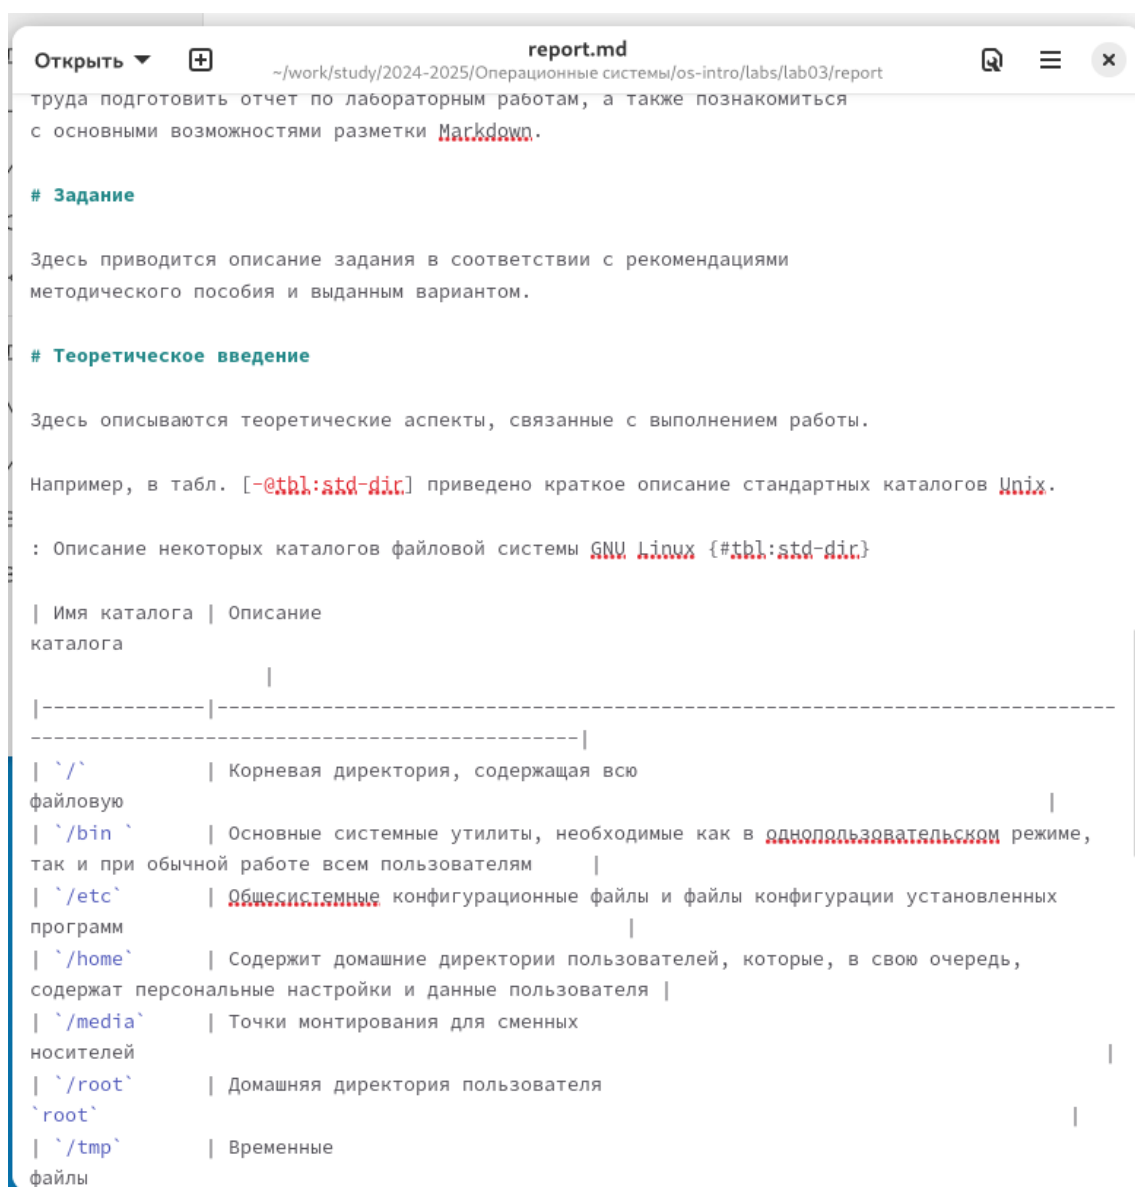 Открыть
report.md
~/work/study/2024-2025/Операционные системы/os-intro/labs/lab03/report
труда подготовить отчет по лабораторным работам, а также познакомиться
с основными возможностями разметки Markdown.
# Задание
Здесь приводится описание задания в соответствии с рекомендациями
методического пособия и выданным вариантом.
# Теоретическое введение
Здесь описываются теоретические аспекты, связанные с выполнением работы.
Например, в табл. [-@tbl:std-dir] приведено краткое описание стандартных каталогов Unix.
: Описание некоторых каталогов файловой системы GNU Linux {#tbl:std-dir}
| Имя каталога | Описание
каталога
|
|--------------|-----------------------------------------------------------------------------
-----------------------------------------------|
| `/`          | Корневая директория, содержащая всю
файловую                                                                               |
| `/bin `      | Основные системные утилиты, необходимые как в однопользовательском режиме,
так и при обычной работе всем пользователям     |
| `/etc`       | Общесистемные конфигурационные файлы и файлы конфигурации установленных
программ                                           |
| `/home`      | Содержит домашние директории пользователей, которые, в свою очередь,
содержат персональные настройки и данные пользователя |
| `/media`     | Точки монтирования для сменных
носителей                                                                                   |
| `/root`      | Домашняя директория пользователя
`root`                                                                                   |
| `/tmp`       | Временные
файлы